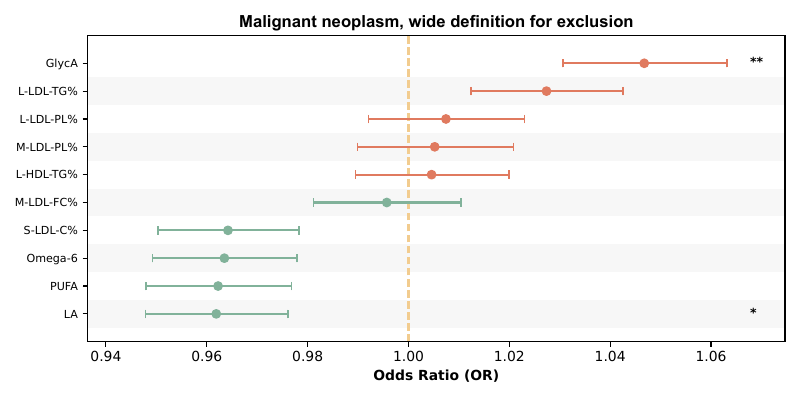 Malignant neoplasm, wide definition for exclusion
GlycA
**
L-LDL-TG%
L-LDL-PL%
M-LDL-PL%
L-HDL-TG%
M-LDL-FC%
S-LDL-C%
Omega-6
PUFA
LA
*
0.94 0.96 0.98 1.00 1.02 1.04 1.06
Odds Ratio (OR)